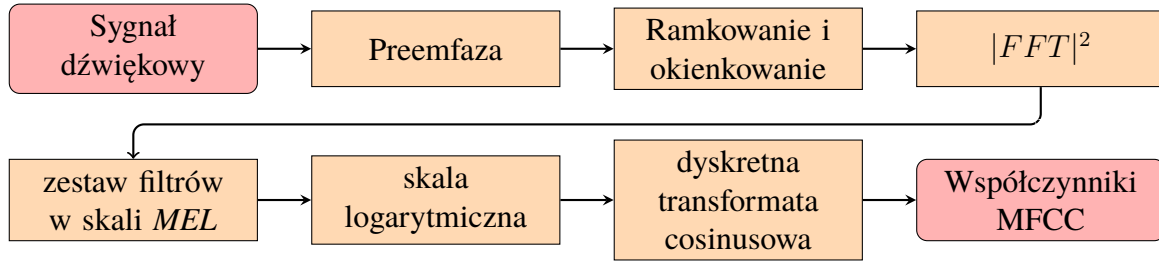 Sygnał
dźwiękowy
Preemfaza
Ramkowanie i
okienkowanie
|FFT|²
zestaw filtrów
w skali MEL
skala
logarytmiczna
dyskretna
transformata
cosinusowa
Współczynniki
MFCC